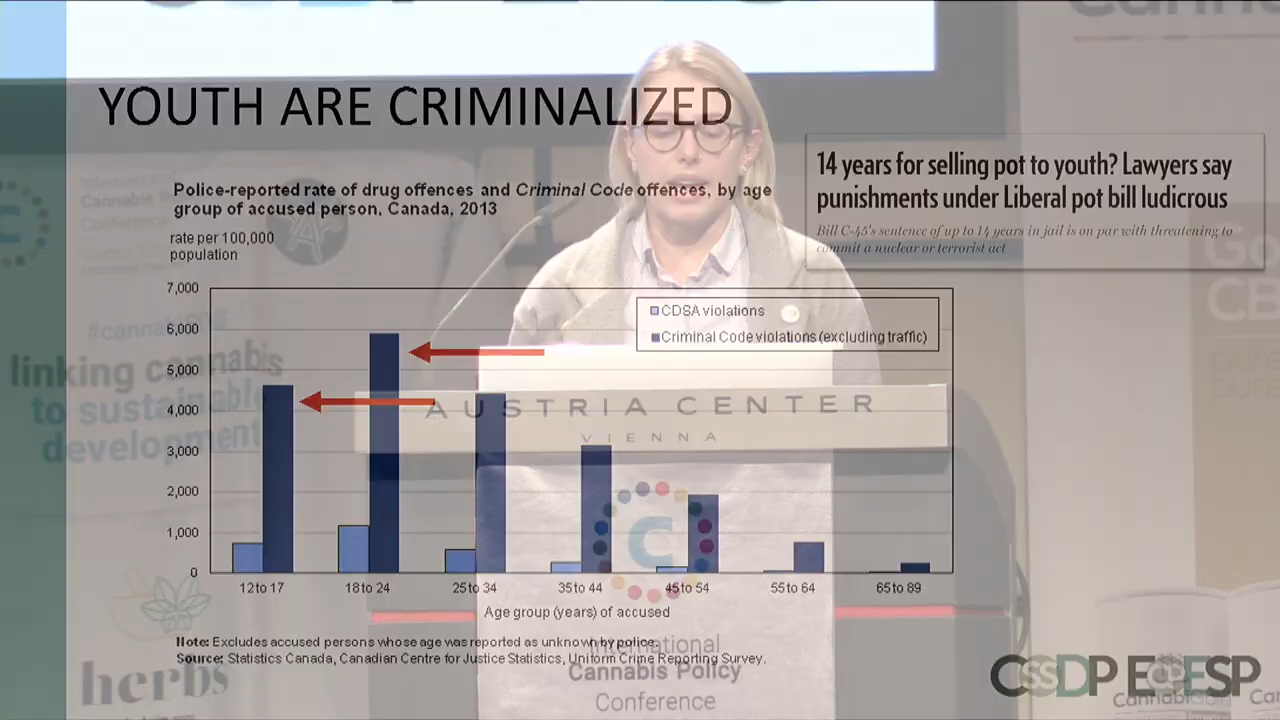 YOUTH ARE CRIMINALIZED
14 years for selling pot to youth? Lawyers say
punishments under Liberal pot bill ludicrous
Bill C-45's sentence of up to 14 years in jail is on par with threatening to
commit a nuclear or terrorist act
Police-reported rate of drug offences and Criminal Code offences, by age
group of accused person, Canada, 2013
rate per 100,000
population
CDSA violations
Criminal Code violations (excluding traffic)
7,000
6,000
5,000
4,000
3,000
2,000
1,000
0
12 to 17
18 to 24
25 to 34
35 to 44
45 to 54
55 to 64
65 to 89
Age group (years) of accused
Note: Excludes accused persons whose age was reported as unknown by police.
Source: Statistics Canada, Canadian Centre for Justice Statistics, Uniform Crime Reporting Survey.
linking cannabis
to sustainable
development
AUSTRIA CENTER
VIENNA
C
International
Cannabis Policy
Conference
herbs
CSSDP